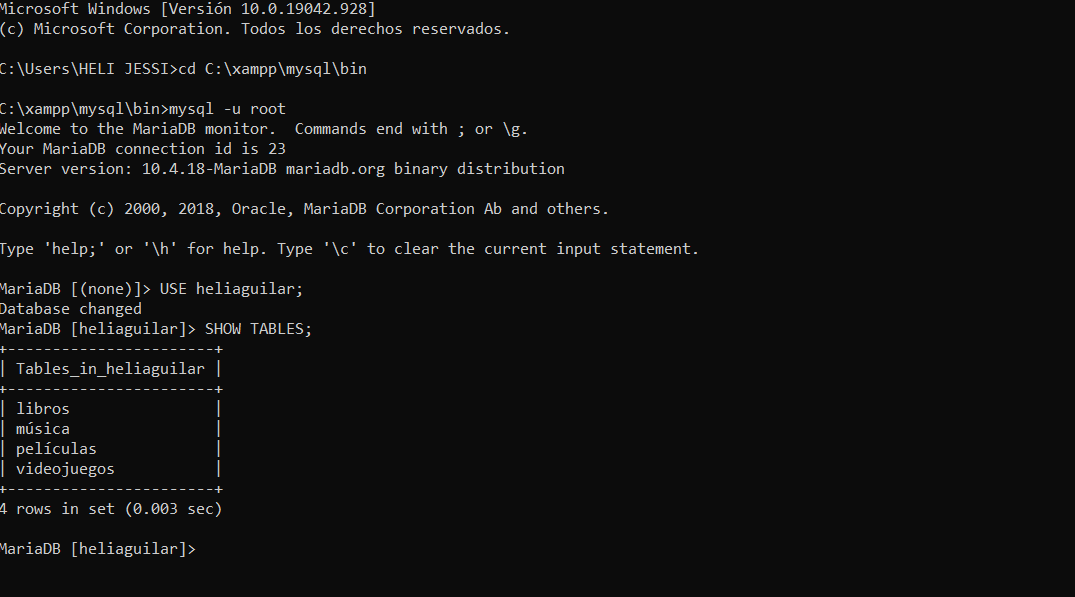 Microsoft Windows [Versión 10.0.19042.928]
(c) Microsoft Corporation. Todos los derechos reservados.
C:\Users\HELI JESSI>cd C:\xampp\mysql\bin
C:\xampp\mysql\bin>mysql -u root
Welcome to the MariaDB monitor.  Commands end with ; or \g.
Your MariaDB connection id is 23
Server version: 10.4.18-MariaDB mariadb.org binary distribution
Copyright (c) 2000, 2018, Oracle, MariaDB Corporation Ab and others.
Type 'help;' or '\h' for help. Type '\c' to clear the current input statement.
MariaDB [(none)]> USE heliaguilar;
Database changed
MariaDB [heliaguilar]> SHOW TABLES;
+-----------------------+
| Tables_in_heliaguilar |
+-----------------------+
| libros                |
| música                |
| películas             |
| videojuegos           |
+-----------------------+
4 rows in set (0.003 sec)
MariaDB [heliaguilar]>